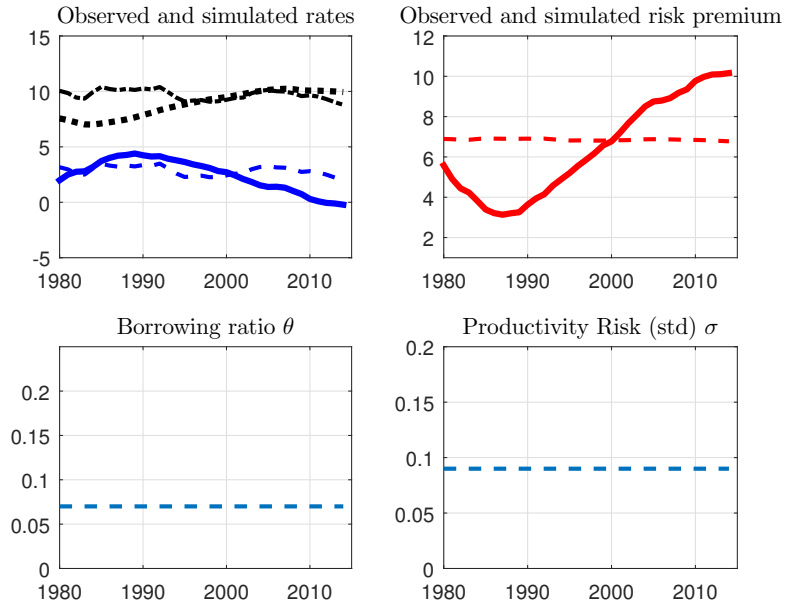 Observed and simulated rates
15
10
5
0
-5
1980 1990 2000 2010
Observed and simulated risk premium
12
10
8
6
4
2
1980 1990 2000 2010
Borrowing ratio θ
0.2
0.15
0.1
0.05
0
1980 1990 2000 2010
Productivity Risk (std) σ
0.2
0.15
0.1
0.05
0
1980 1990 2000 2010